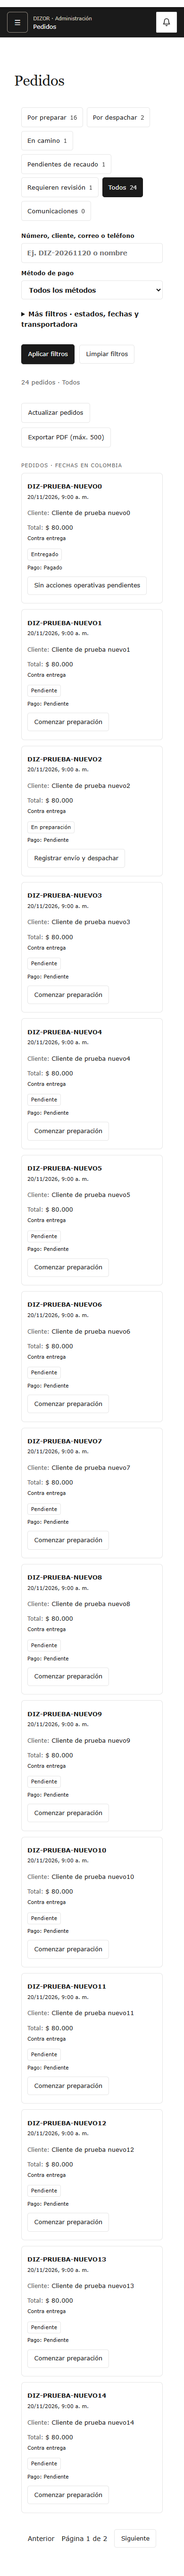 DIZOR · Administración
Pedidos
Pedidos
Por preparar 16
Por despachar 2
En camino 1
Pendientes de recaudo 1
Requieren revisión 1
Todos 24
Comunicaciones 0
Número, cliente, correo o teléfono
Ej. DIZ-20261120 o nombre
Método de pago
Todos los métodos
Más filtros · estados, fechas y
transportadora
Aplicar filtros
Limpiar filtros
24 pedidos · Todos
Actualizar pedidos
Exportar PDF (máx. 500)
PEDIDOS · FECHAS EN COLOMBIA
DIZ-PRUEBA-NUEVO0
20/11/2026, 9:00 a. m.
Cliente: Cliente de prueba nuevo0
Total: $ 80.000
Contra entrega
Entregado
Pago: Pagado
Sin acciones operativas pendientes
DIZ-PRUEBA-NUEVO1
20/11/2026, 9:00 a. m.
Cliente: Cliente de prueba nuevo1
Total: $ 80.000
Contra entrega
Pendiente
Pago: Pendiente
Comenzar preparación
DIZ-PRUEBA-NUEVO2
20/11/2026, 9:00 a. m.
Cliente: Cliente de prueba nuevo2
Total: $ 80.000
Contra entrega
En preparación
Pago: Pendiente
Registrar envío y despachar
DIZ-PRUEBA-NUEVO3
20/11/2026, 9:00 a. m.
Cliente: Cliente de prueba nuevo3
Total: $ 80.000
Contra entrega
Pendiente
Pago: Pendiente
Comenzar preparación
DIZ-PRUEBA-NUEVO4
20/11/2026, 9:00 a. m.
Cliente: Cliente de prueba nuevo4
Total: $ 80.000
Contra entrega
Pendiente
Pago: Pendiente
Comenzar preparación
DIZ-PRUEBA-NUEVO5
20/11/2026, 9:00 a. m.
Cliente: Cliente de prueba nuevo5
Total: $ 80.000
Contra entrega
Pendiente
Pago: Pendiente
Comenzar preparación
DIZ-PRUEBA-NUEVO6
20/11/2026, 9:00 a. m.
Cliente: Cliente de prueba nuevo6
Total: $ 80.000
Contra entrega
Pendiente
Pago: Pendiente
Comenzar preparación
DIZ-PRUEBA-NUEVO7
20/11/2026, 9:00 a. m.
Cliente: Cliente de prueba nuevo7
Total: $ 80.000
Contra entrega
Pendiente
Pago: Pendiente
Comenzar preparación
DIZ-PRUEBA-NUEVO8
20/11/2026, 9:00 a. m.
Cliente: Cliente de prueba nuevo8
Total: $ 80.000
Contra entrega
Pendiente
Pago: Pendiente
Comenzar preparación
DIZ-PRUEBA-NUEVO9
20/11/2026, 9:00 a. m.
Cliente: Cliente de prueba nuevo9
Total: $ 80.000
Contra entrega
Pendiente
Pago: Pendiente
Comenzar preparación
DIZ-PRUEBA-NUEVO10
20/11/2026, 9:00 a. m.
Cliente: Cliente de prueba nuevo10
Total: $ 80.000
Contra entrega
Pendiente
Pago: Pendiente
Comenzar preparación
DIZ-PRUEBA-NUEVO11
20/11/2026, 9:00 a. m.
Cliente: Cliente de prueba nuevo11
Total: $ 80.000
Contra entrega
Pendiente
Pago: Pendiente
Comenzar preparación
DIZ-PRUEBA-NUEVO12
20/11/2026, 9:00 a. m.
Cliente: Cliente de prueba nuevo12
Total: $ 80.000
Contra entrega
Pendiente
Pago: Pendiente
Comenzar preparación
DIZ-PRUEBA-NUEVO13
20/11/2026, 9:00 a. m.
Cliente: Cliente de prueba nuevo13
Total: $ 80.000
Contra entrega
Pendiente
Pago: Pendiente
Comenzar preparación
DIZ-PRUEBA-NUEVO14
20/11/2026, 9:00 a. m.
Cliente: Cliente de prueba nuevo14
Total: $ 80.000
Contra entrega
Pendiente
Pago: Pendiente
Comenzar preparación
Anterior Página 1 de 2 Siguiente